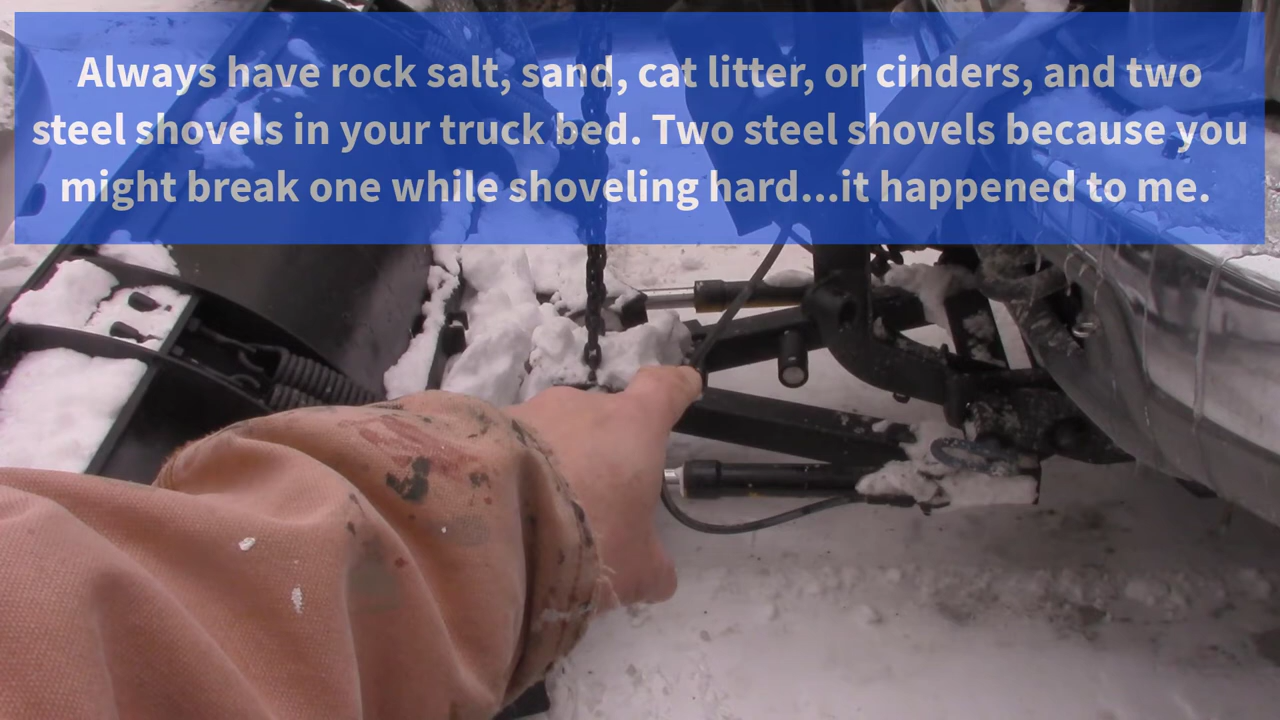 Always have rock salt, sand, cat litter, or cinders, and two
steel shovels in your truck bed. Two steel shovels because you
might break one while shoveling hard...it happened to me.